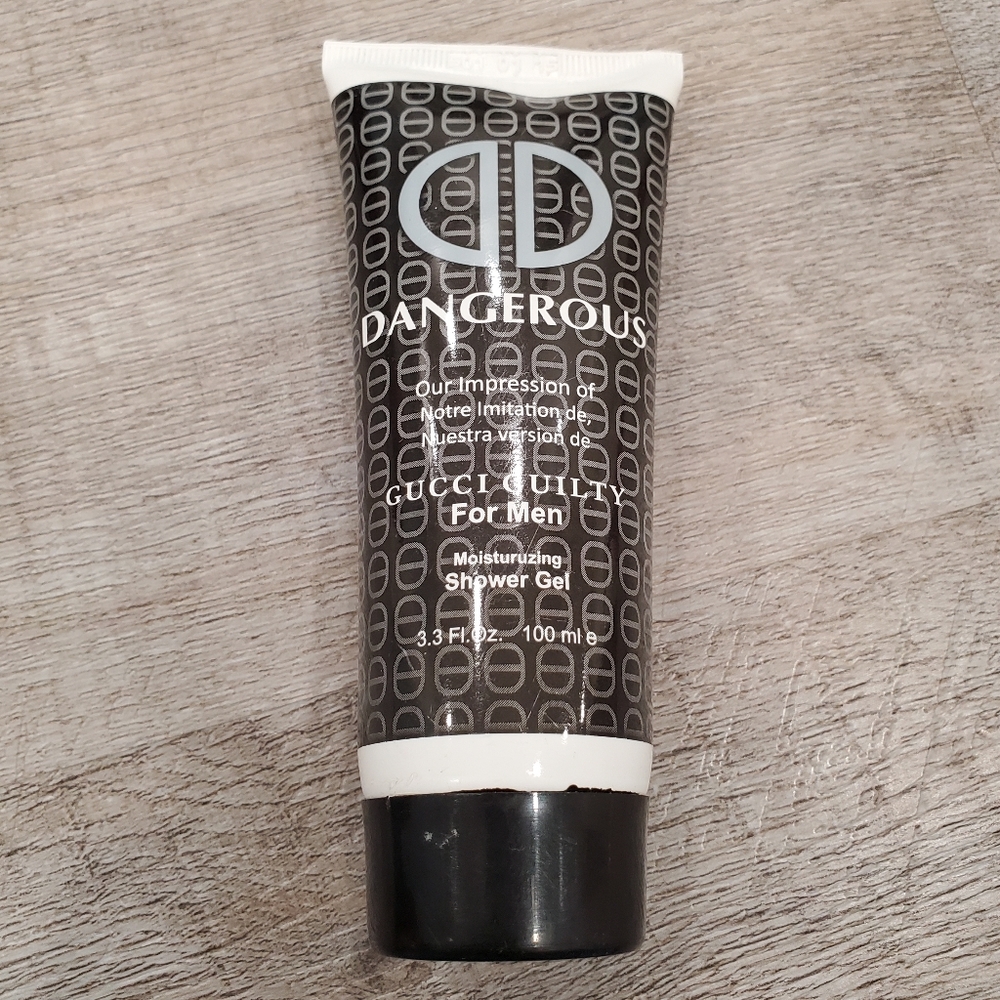 DANGEROUS
Our Impression of
Notre Imitation de,
Nuestra version de
GUCCI GUILTY
For Men
Moisturuzing
Shower Gel
3.3 Fl.Oz. 100 ml e